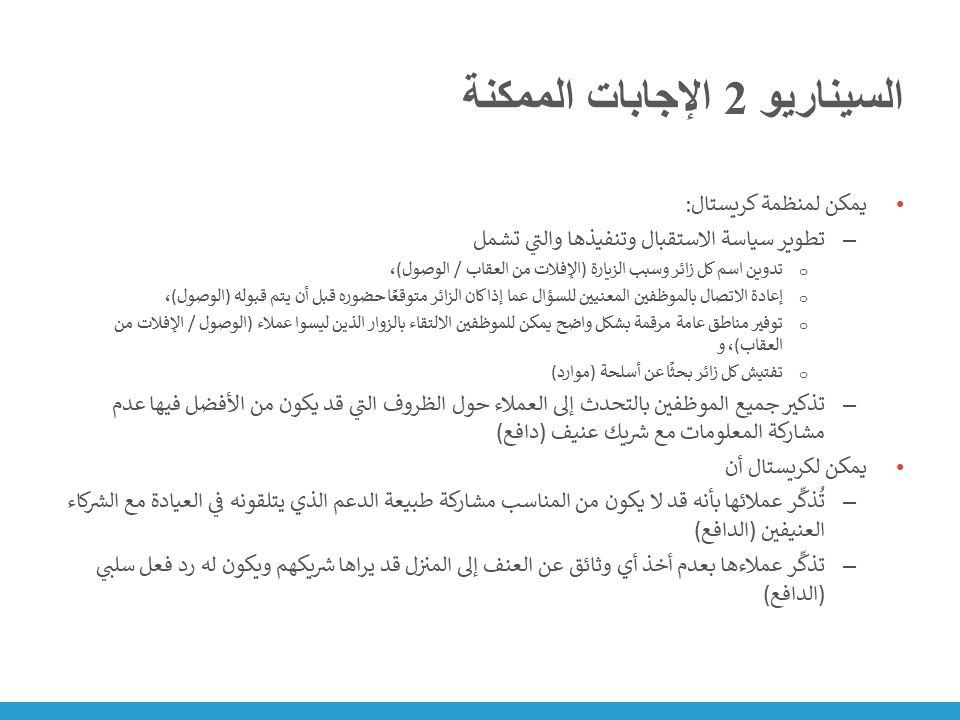 السيناريو 2 الإجابات الممكنة
• يمكن لمنظمة كريستال:
– تطوير سياسة الاستقبال وتنفيذها والتي تشمل
o تدوين اسم كل زائر وسبب الزيارة (الإفلات من العقاب / الوصول)،
o إعادة الاتصال بالموظفين المعنيين للسؤال عما إذا كان الزائر متوقعًا حضوره قبل أن يتم قبوله (الوصول)،
o توفير مناطق عامة مرقمة بشكل واضح يمكن للموظفين الالتقاء بالزوار الذين ليسوا عملاء (الوصول / الإفلات من
العقاب)، و
o تفتيش كل زائر بحثًا عن أسلحة (موارد)
– تذكير جميع الموظفين بالتحدث إلى العملاء حول الظروف التي قد يكون من الأفضل فيها عدم
مشاركة المعلومات مع شريك عنيف (دافع)
• يمكن لكريستال أن
– تُذكِّر عملائها بأنه قد لا يكون من المناسب مشاركة طبيعة الدعم الذي يتلقونه في العيادة مع الشركاء
العنيفين (الدافع)
– تذكِّر عملاءها بعدم أخذ أي وثائق عن العنف إلى المنزل قد يراها شريكهم ويكون له رد فعل سلبي
(الدافع)